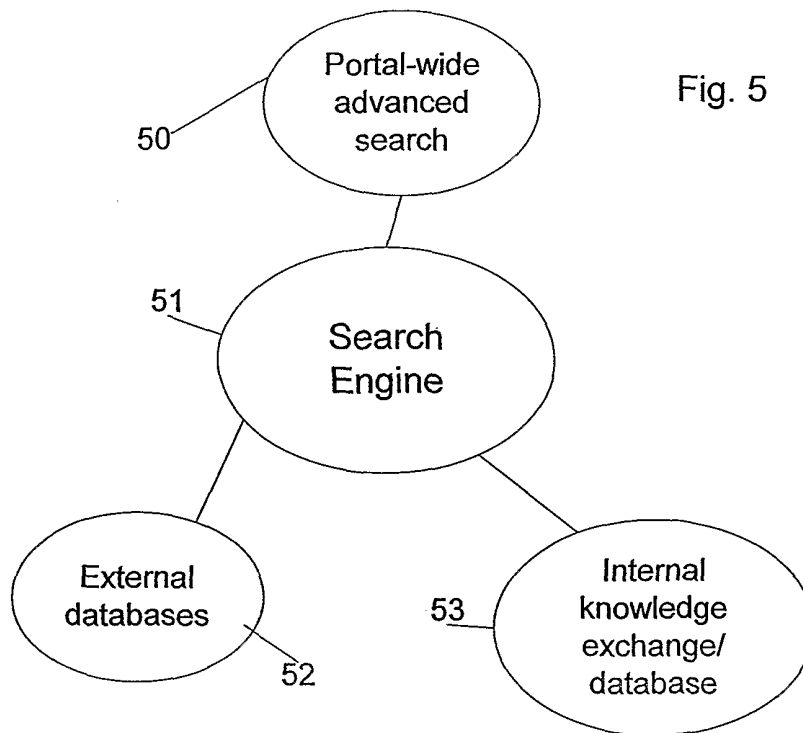 Portal-wide
advanced
search
Fig. 5
50
51
Search
Engine
External
databases
52
53
Internal
knowledge
exchange/
database